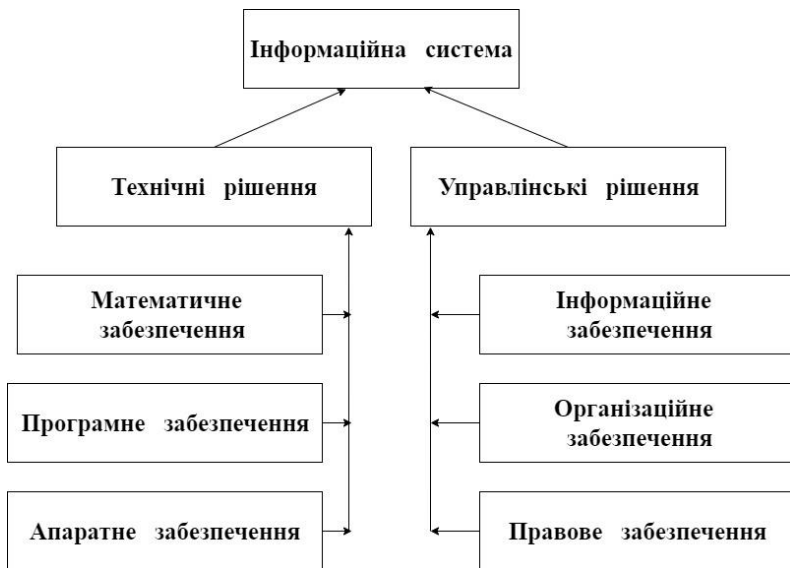 Інформаційна система
Технічні рішення
Управлінські рішення
Математичне
забезпечення
Інформаційне
забезпечення
Програмне забезпечення
Організаційне
забезпечення
Апаратне забезпечення
Правове забезпечення